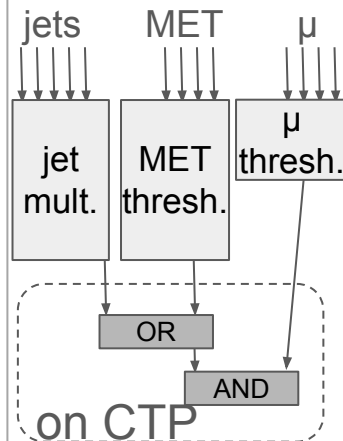 jets MET µ
jet mult.
MET thresh.
µ thresh.
OR
AND
on CTP